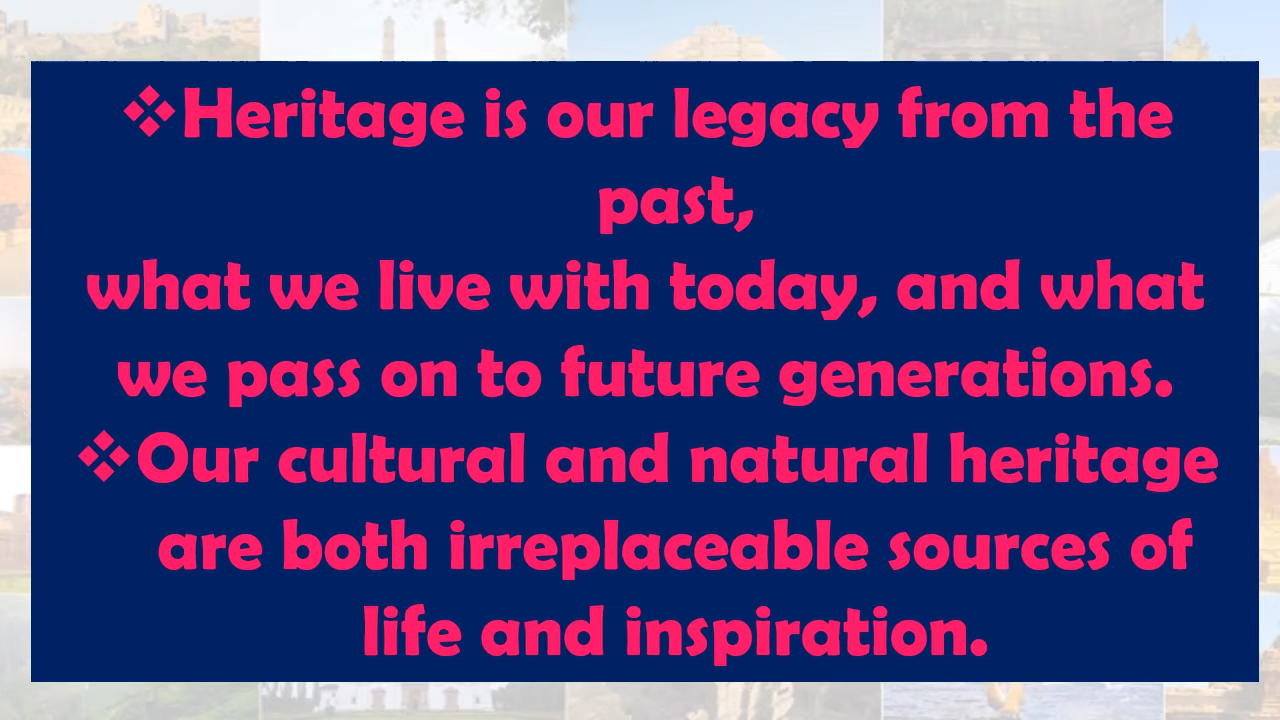 ❖Heritage is our legacy from the
past,
what we live with today, and what
we pass on to future generations.
❖Our cultural and natural heritage
are both irreplaceable sources of
life and inspiration.